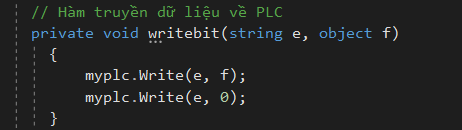 // Hàm truyền dữ liệu về PLC
private void writebit(string e, object f)
{
myplc.Write(e, f);
myplc.Write(e, 0);
}